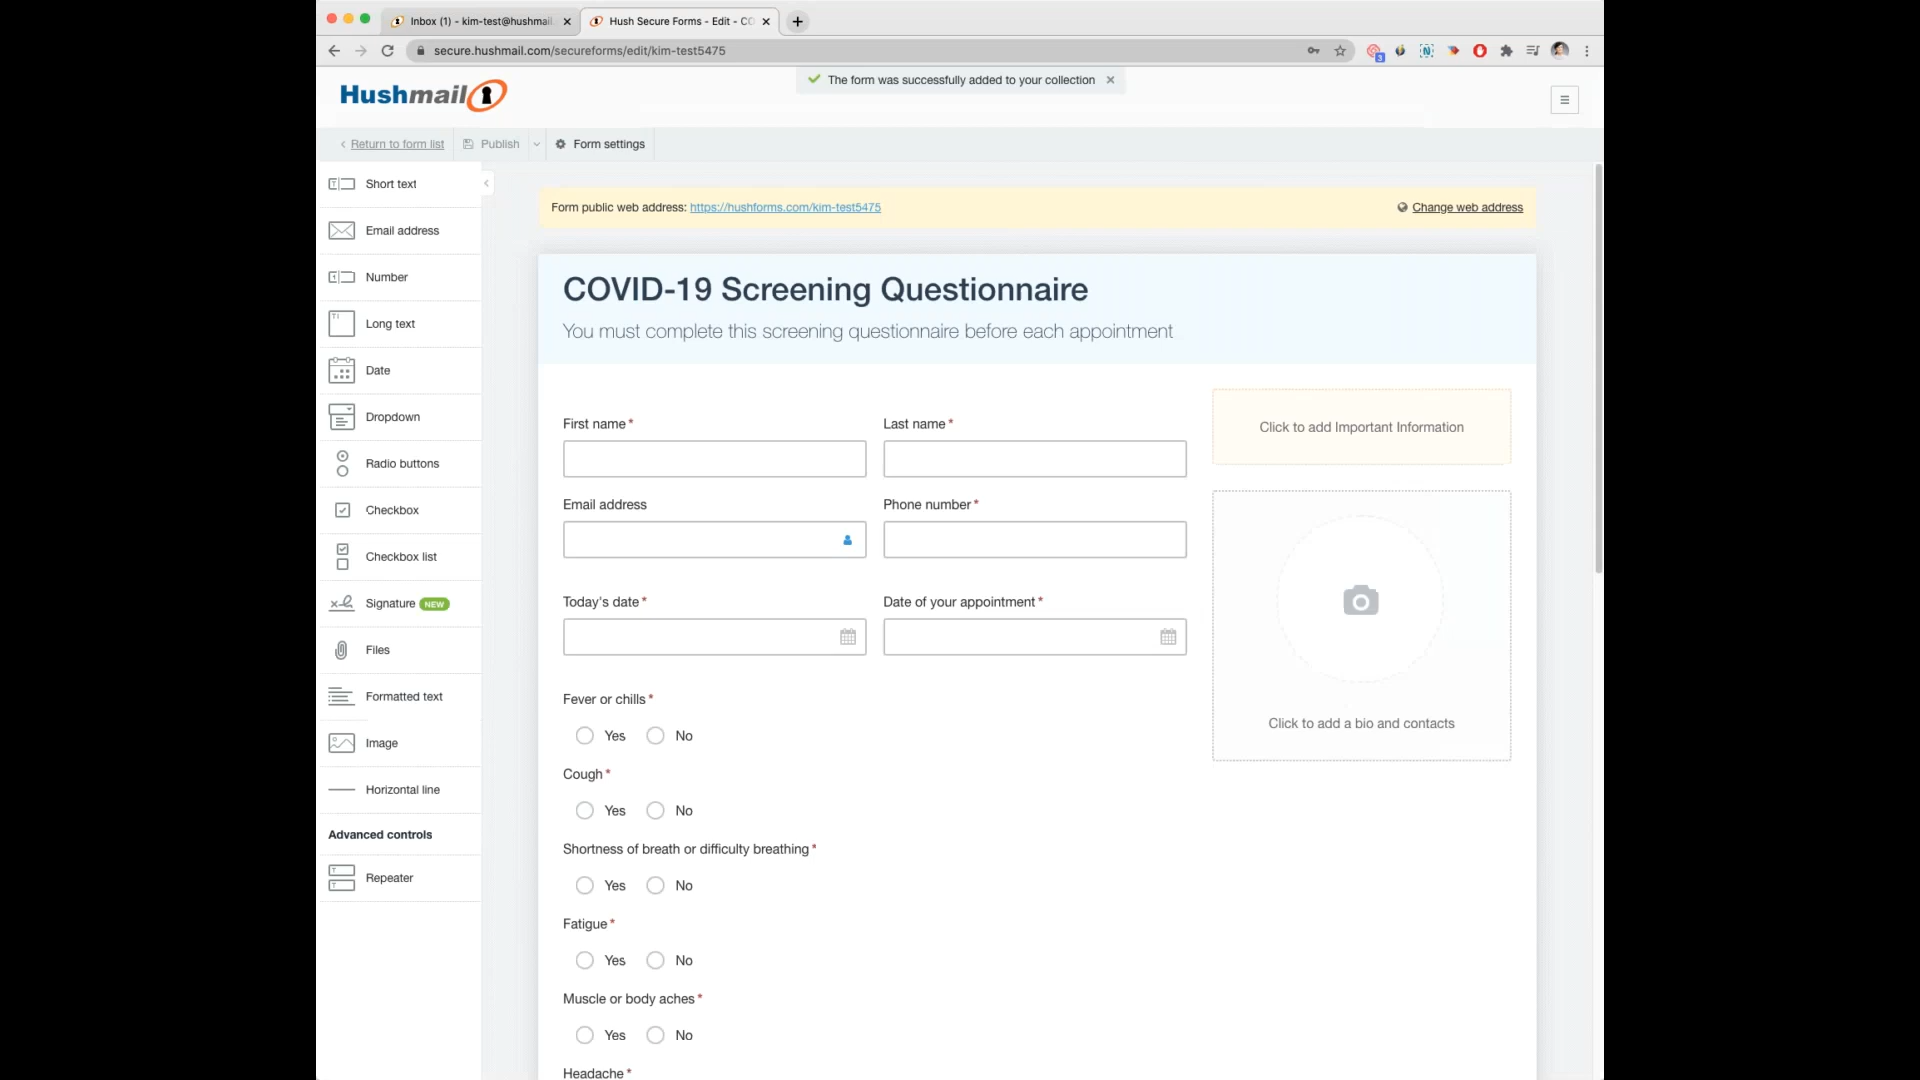 Inbox (1) - kim-test@hushmail.
Hush Secure Forms - Edit - CO
secure.hushmail.com/secureforms/edit/kim-test5475
3
N
Hushmail
The form was successfully added to your collection
Return to form list
Publish
Form settings
Short text
Email address
Number
Long text
Date
Dropdown
Radio buttons
Checkbox
Checkbox list
Signature NEW
Files
Formatted text
Image
Horizontal line
Advanced controls
Repeater
Form public web address: https://hushforms.com/kim-test5475
Change web address
COVID-19 Screening Questionnaire
You must complete this screening questionnaire before each appointment
First name *
Last name *
Email address
Phone number *
Today's date *
Date of your appointment *
Click to add Important Information
Click to add a bio and contacts
Fever or chills *
Yes No
Cough *
Yes No
Shortness of breath or difficulty breathing *
Yes No
Fatigue *
Yes No
Muscle or body aches *
Yes No
Headache *